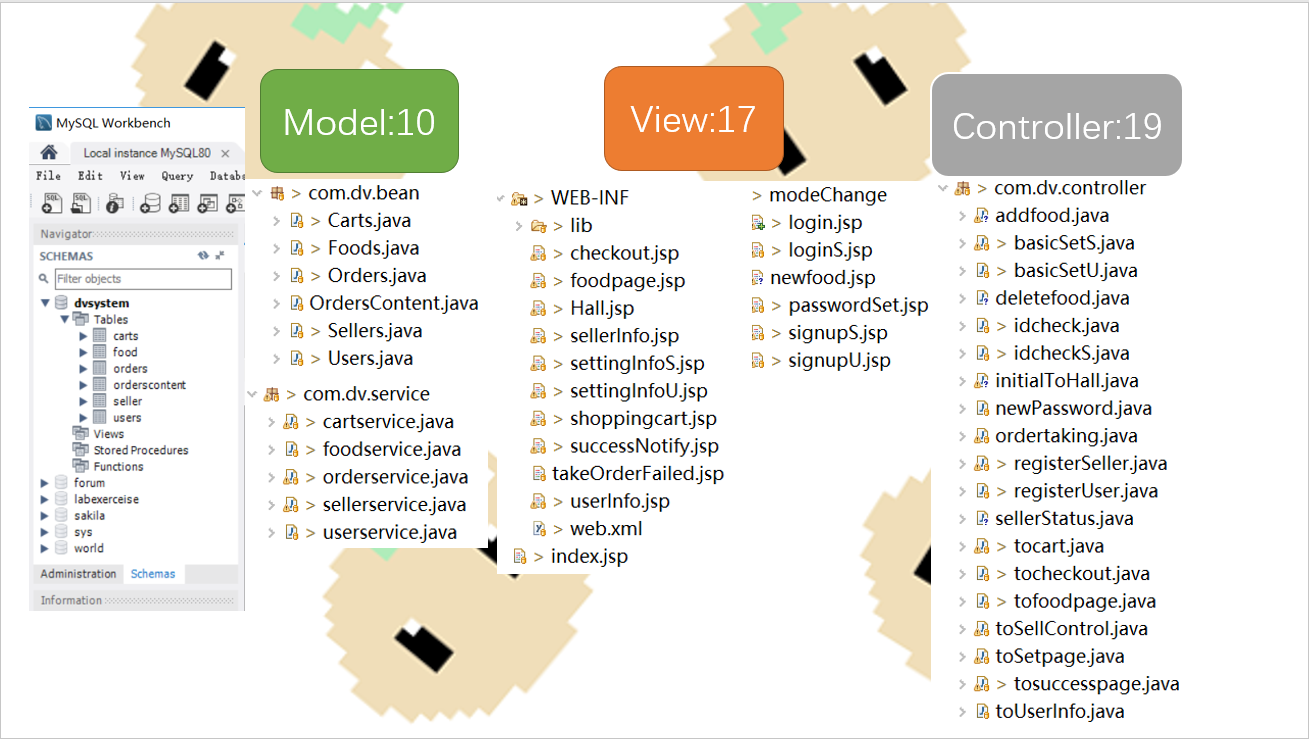 Model:10
View:17
Controller:19
MySQL Workbench
Local instance MySQL80
File Edit View Query Databa
Navigator
SCHEMAS
Filter objects
dvsystem
Tables
carts
food
orders
orderscontent
seller
users
Views
Stored Procedures
Functions
forum
labexerceise
sakila
sys
world
Administration Schemas
Information
> com.dv.bean
> Carts.java
> Foods.java
> Orders.java
OrdersContent.java
> Sellers.java
> Users.java
> com.dv.service
> cartservice.java
> foodservice.java
> orderservice.java
> sellerservice.java
> userservice.java
> WEB-INF
> lib
> checkout.jsp
> foodpage.jsp
> Hall.jsp
> sellerInfo.jsp
> settingInfoS.jsp
> settingInfoU.jsp
> shoppingcart.jsp
> successNotify.jsp
takeOrderFailed.jsp
> userInfo.jsp
> web.xml
> index.jsp
> modeChange
> login.jsp
> loginS.jsp
newfood.jsp
> passwordSet.jsp
> signupS.jsp
> signupU.jsp
> com.dv.controller
addfood.java
> basicSetS.java
> basicSetU.java
deletefood.java
> idcheck.java
> idcheckS.java
initialToHall.java
newPassword.java
ordertaking.java
> registerSeller.java
> registerUser.java
sellerStatus.java
> tocart.java
> tocheckout.java
> tofoodpage.java
toSellControl.java
toSetpage.java
> tosuccesspage.java
toUserInfo.java